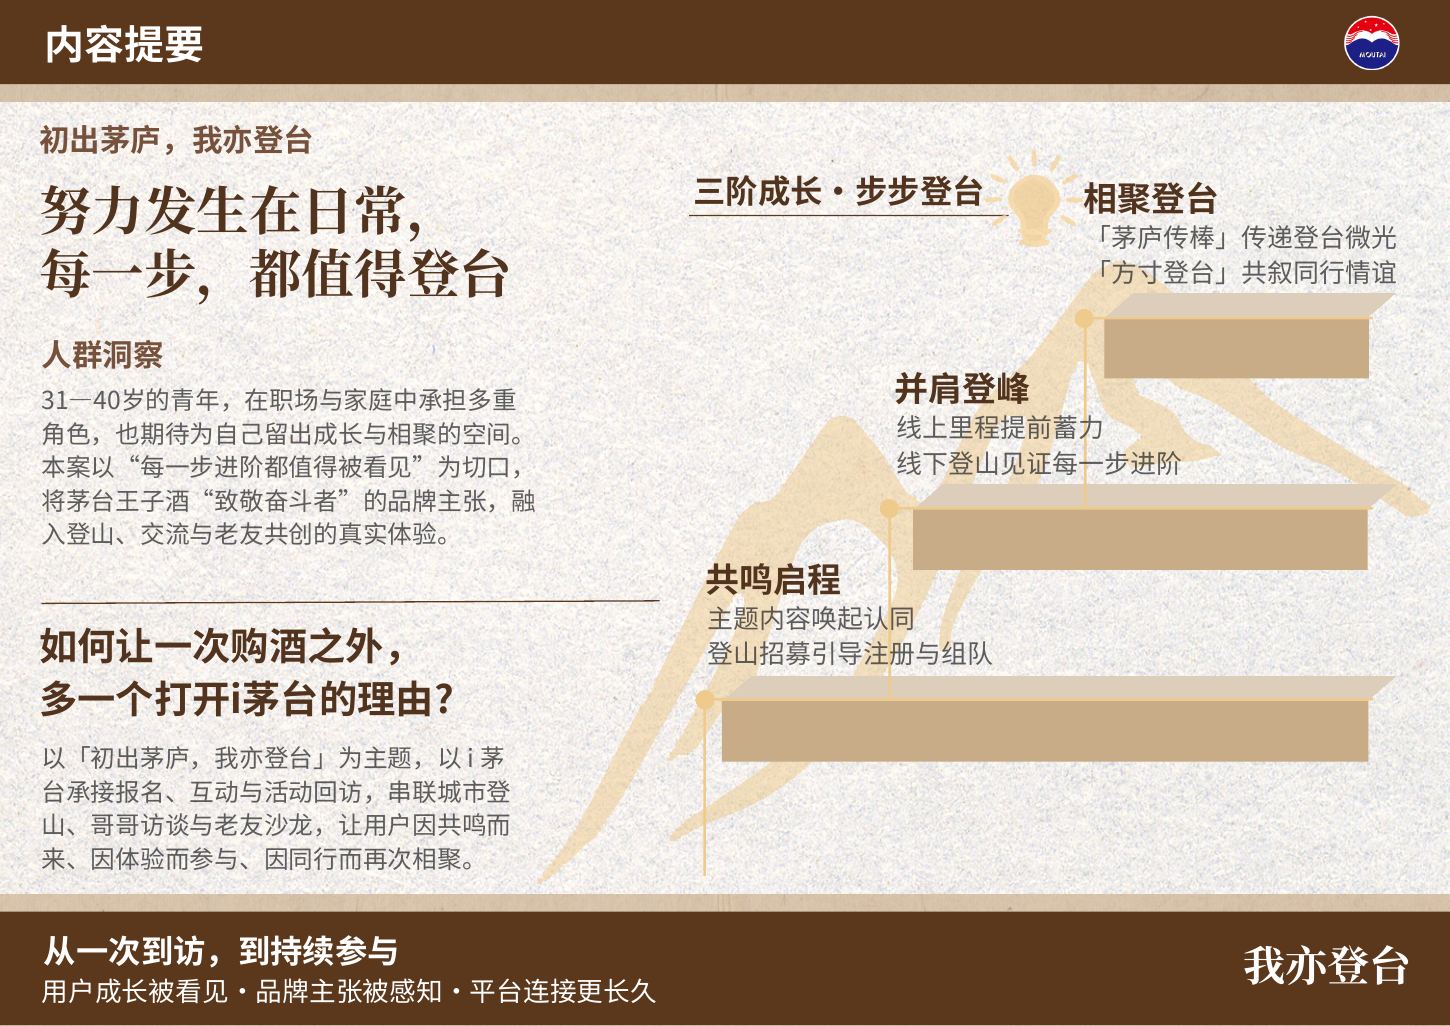 内容提要
MOUTAI
初出茅庐，我亦登台
努力发生在日常，
每一步，都值得登台
人群洞察
31—40岁的青年，在职场与家庭中承担多重
角色，也期待为自己留出成长与相聚的空间。
本案以“每一步进阶都值得被看见”为切口，
将茅台王子酒“致敬奋斗者”的品牌主张，融
入登山、交流与老友共创的真实体验。
如何让一次购酒之外，
多一个打开i茅台的理由?
以「初出茅庐，我亦登台」为主题，以 i 茅
台承接报名、互动与活动回访，串联城市登
山、哥哥访谈与老友沙龙，让用户因共鸣而
来、因体验而参与、因同行而再次相聚。
三阶成长·步步登台
相聚登台
「茅庐传棒」传递登台微光
「方寸登台」共叙同行情谊
并肩登峰
线上里程提前蓄力
线下登山见证每一步进阶
共鸣启程
主题内容唤起认同
登山招募引导注册与组队
从一次到访，到持续参与
用户成长被看见·品牌主张被感知·平台连接更长久
我亦登台